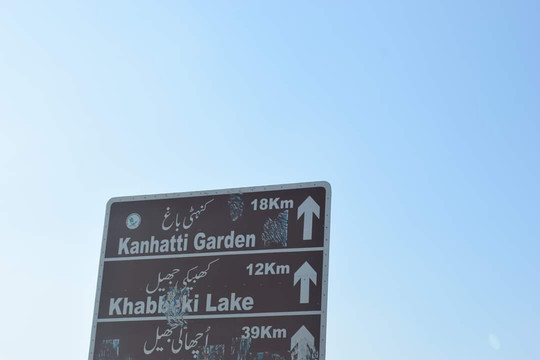 کنہٹی باغ 18Km
Kanhatti Garden
کھبیکی جھیل 12Km
Khabbeki Lake
اُچھالی جھیل 39Km